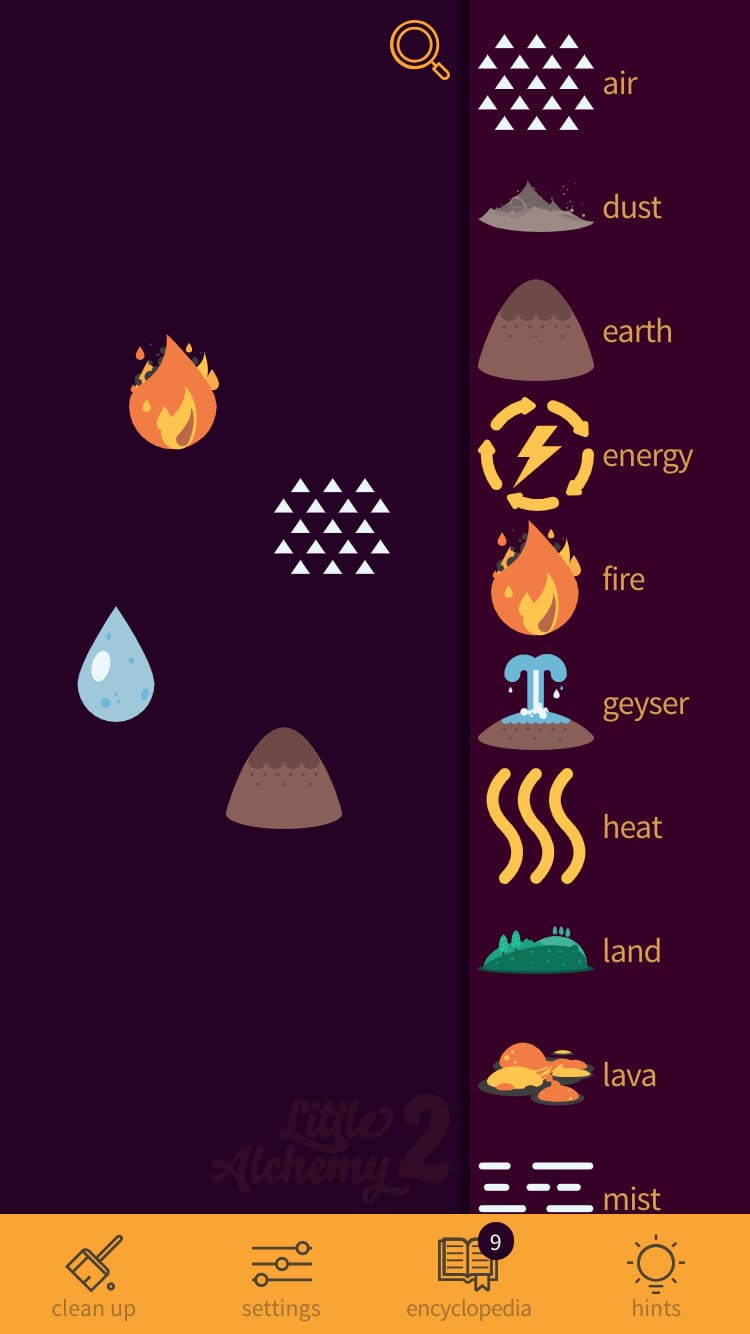 air
dust
earth
energy
fire
geyser
heat
land
lava
mist
Little
Alchemy 2
9
clean up
settings
encyclopedia
hints